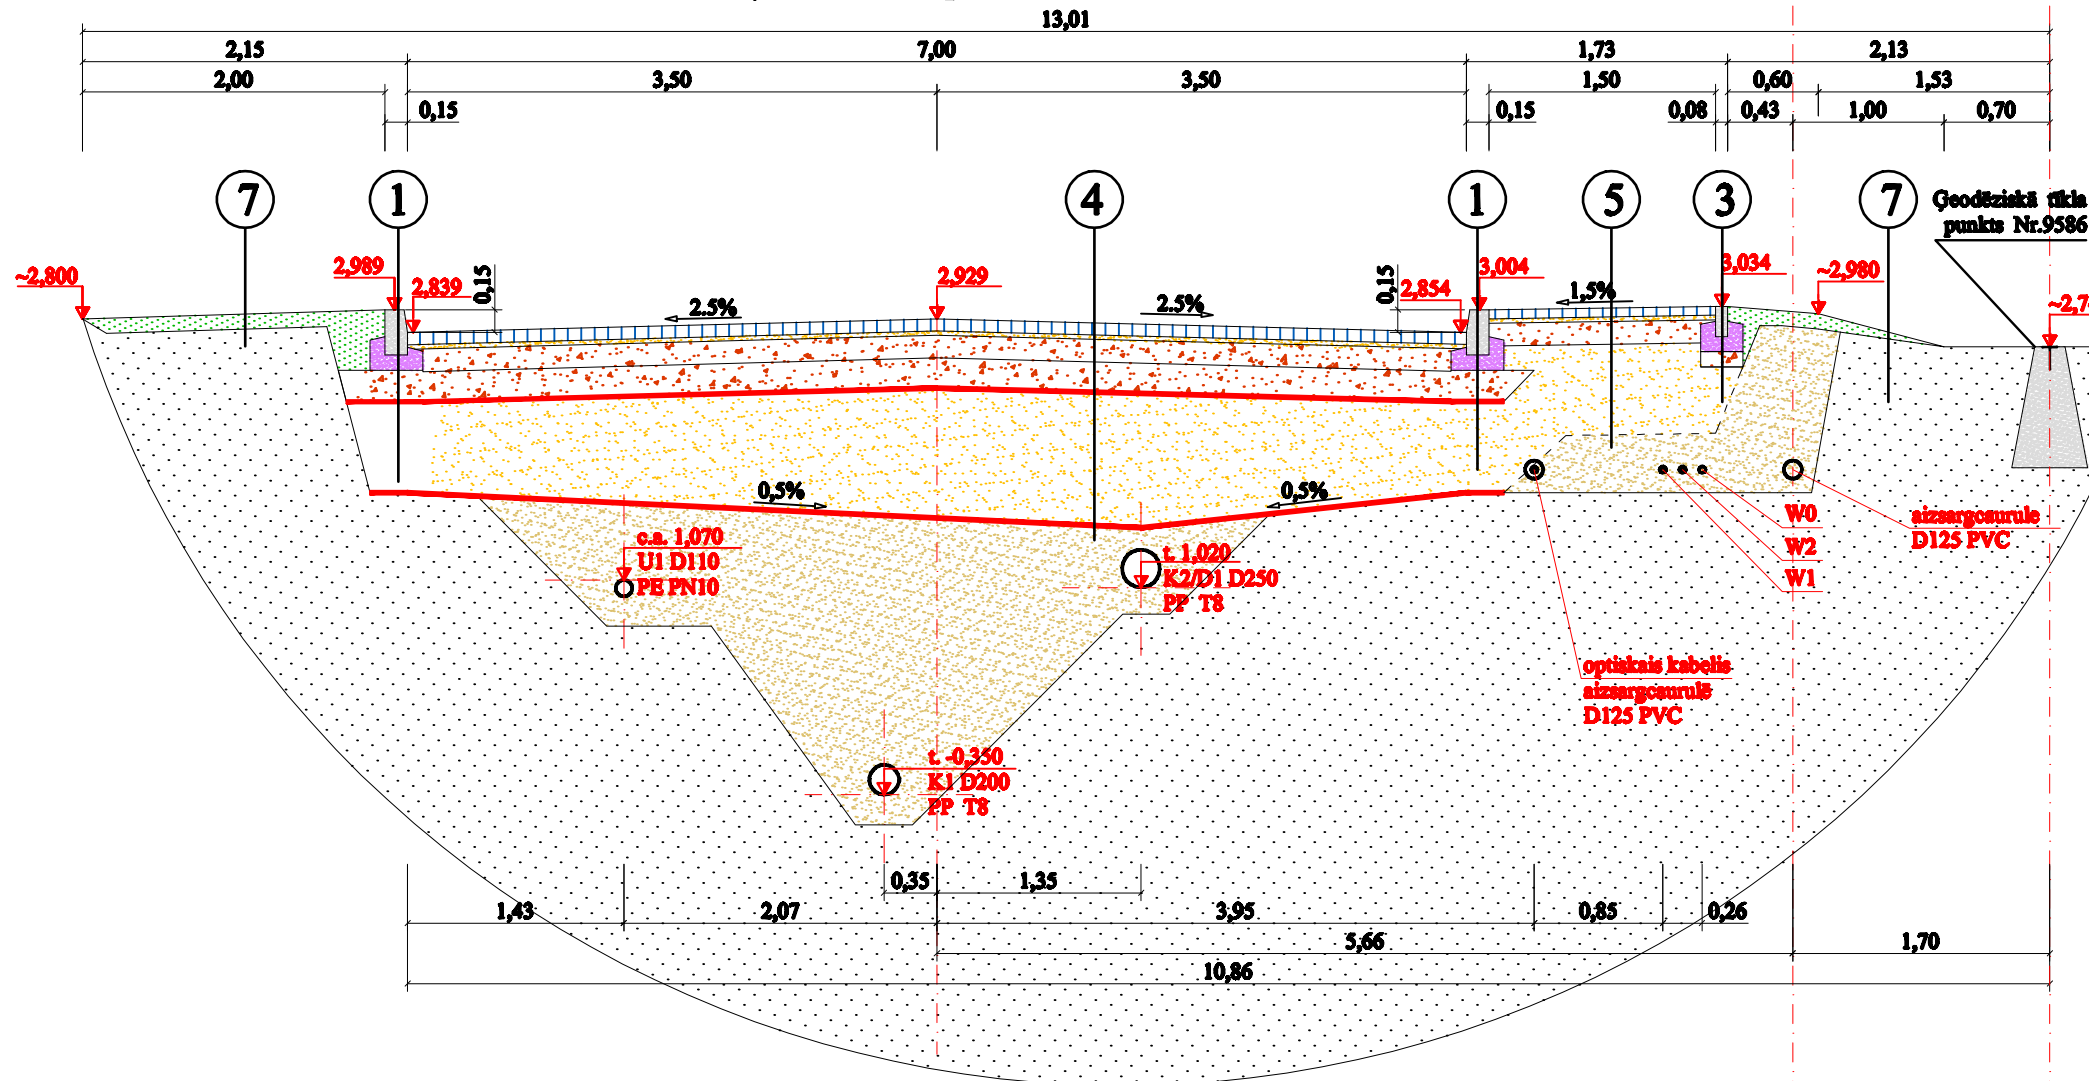 13,01
2,15 7,00 1,73 2,13
2,00 3,50 3,50 1,50 0,60 1,53
0,15 0,15 0,08 0,43 1,00 0,70
7 1 4 1 5 3 7
Ģeodēziskā tīkla
punkts Nr.9586
~2,800 2,989 2,839 0,15 2,929 0,15 2,854 3,004 3,034 ~2,980
2.5% 2.5% 1,5%
0,5% 0,5%
c.a. 1,070
U1 D110
PE PN10
t. 1,020
K2/D1 D250
PP T8
W0
W2
W1
aizsargcaurule
D125 PVC
optiskais kabelis
aizsargcaurulē
D125 PVC
t. -0,350
K1 D200
PP T8
0,35 1,35
1,43 2,07 3,95 0,85 0,26
5,66 1,70
10,86